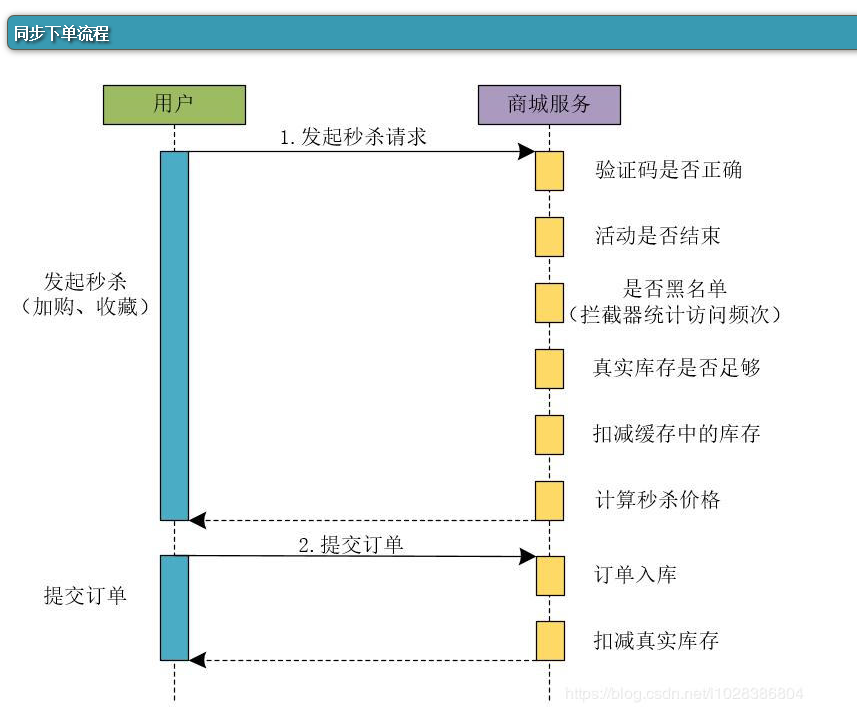 同步下单流程
用户
商城服务
1.发起秒杀请求
验证码是否正确
活动是否结束
发起秒杀
（加购、收藏）
是否黑名单
（拦截器统计访问频次）
真实库存是否足够
扣减缓存中的库存
计算秒杀价格
2.提交订单
提交订单
订单入库
扣减真实库存
https://blog.csdn.net/l1028386804